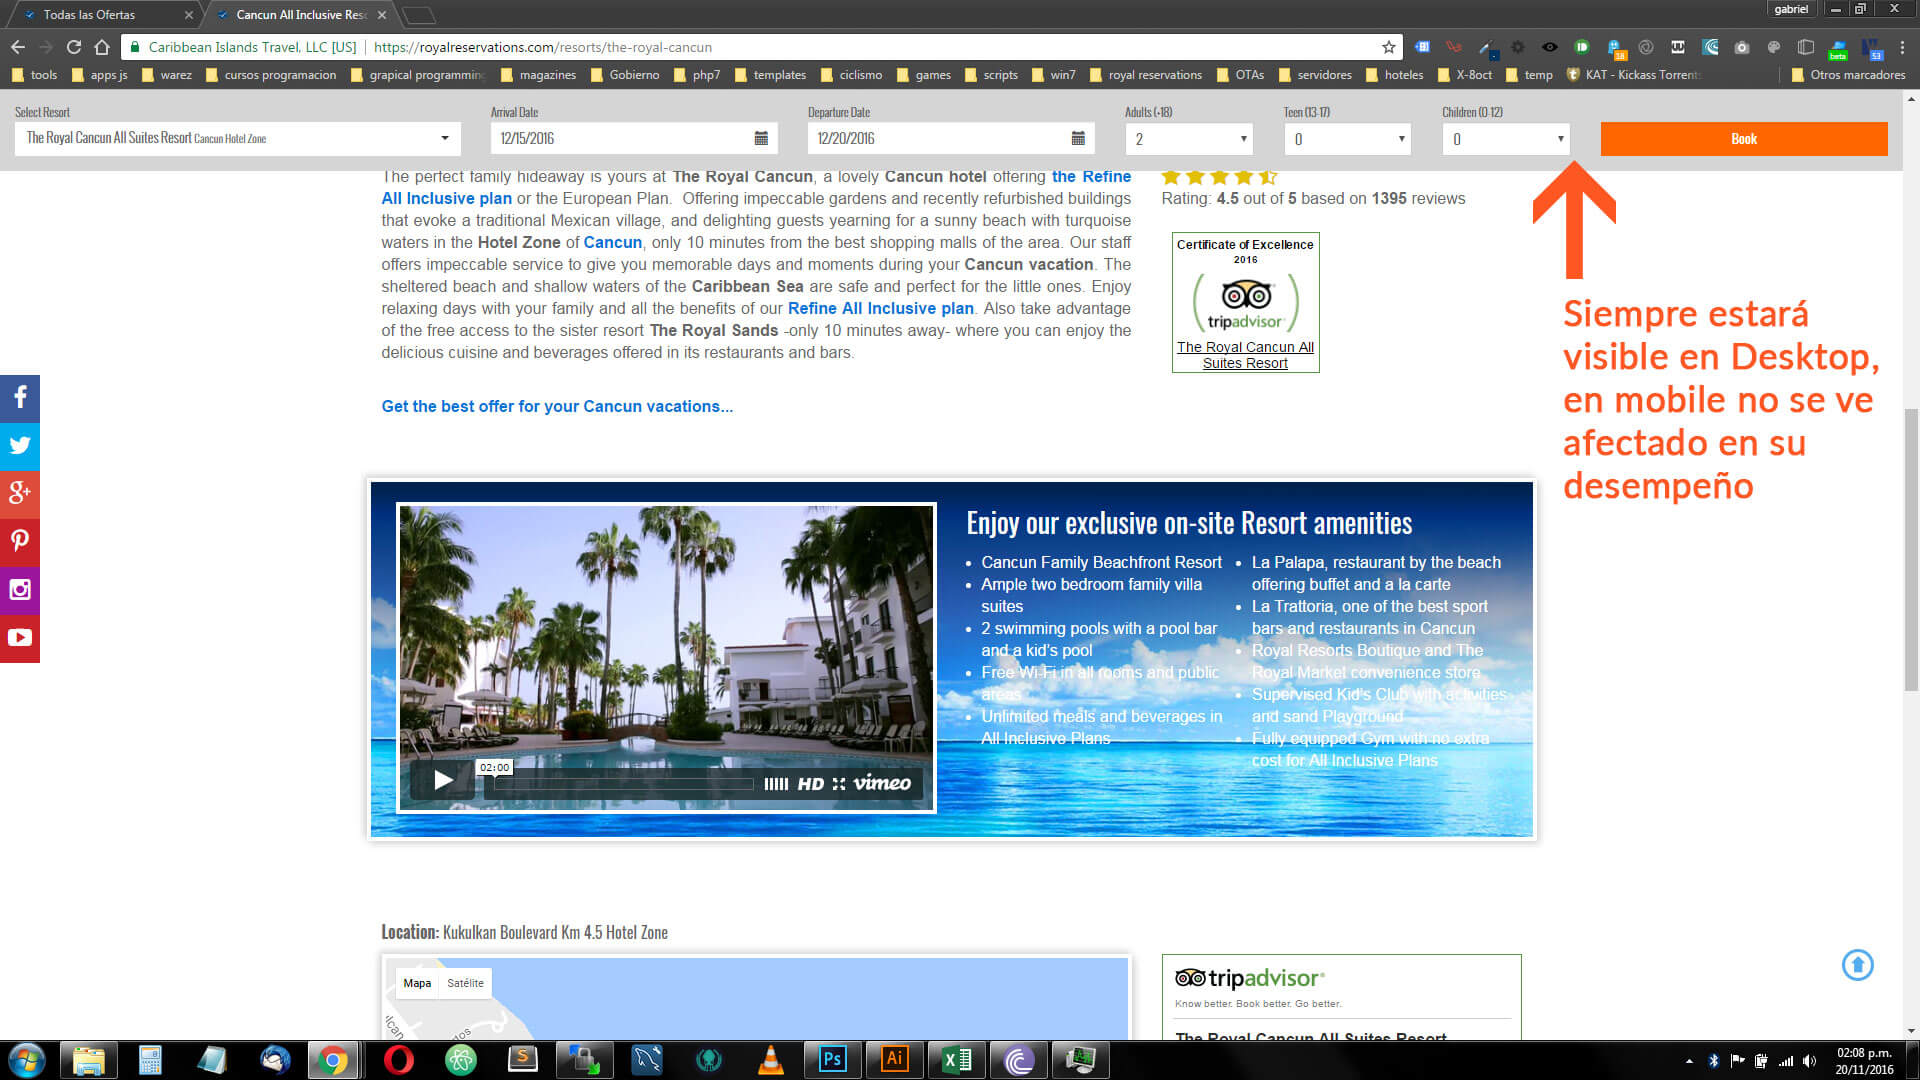 Todas las Ofertas
Cancun All Inclusive Reso
gabriel
Caribbean Islands Travel, LLC [US] https://royalreservations.com/resorts/the-royal-cancun
tools apps js warez cursos programacion grapical programming magazines Gobierno php7 templates ciclismo games scripts win7 royal reservations OTAs servidores hoteles X-8oct temp KAT - Kickass Torrents Otros marcadores
Select Resort Arrival Date Departure Date Adults (+18) Teen (13-17) Children (0-12)
The Royal Cancun All Suites Resort Cancun Hotel Zone 12/15/2016 12/20/2016 2 0 0 Book
The perfect family hideaway is yours at The Royal Cancun, a lovely Cancun hotel offering the Refine
All Inclusive plan or the European Plan. Offering impeccable gardens and recently refurbished buildings
that evoke a traditional Mexican village, and delighting guests yearning for a sunny beach with turquoise
waters in the Hotel Zone of Cancun, only 10 minutes from the best shopping malls of the area. Our staff
offers impeccable service to give you memorable days and moments during your Cancun vacation. The
sheltered beach and shallow waters of the Caribbean Sea are safe and perfect for the little ones. Enjoy
relaxing days with your family and all the benefits of our Refine All Inclusive plan. Also take advantage
of the free access to the sister resort The Royal Sands -only 10 minutes away- where you can enjoy the
delicious cuisine and beverages offered in its restaurants and bars.
Get the best offer for your Cancun vacations...
Rating: 4.5 out of 5 based on 1395 reviews
Certificate of Excellence
2016
tripadvisor
The Royal Cancun All
Suites Resort
Siempre estará
visible en Desktop,
en mobile no se ve
afectado en su
desempeño
Enjoy our exclusive on-site Resort amenities
Cancun Family Beachfront Resort
Ample two bedroom family villa
suites
2 swimming pools with a pool bar
and a kid's pool
Free Wi-Fi in all rooms and public
areas
Unlimited meals and beverages in
All Inclusive Plans
La Palapa, restaurant by the beach
offering buffet and a la carte
La Trattoria, one of the best sport
bars and restaurants in Cancun
Royal Resorts Boutique and The
Royal Market convenience store
Supervised Kid's Club with activities
and sand Playground
Fully equipped Gym with no extra
cost for All Inclusive Plans
02:00
HD vimeo
Location: Kukulkan Boulevard Km 4.5 Hotel Zone
Mapa Satélite
tripadvisor
Know better. Book better. Go better.
The Royal Cancun All Suites Resort
Ps
Ai
02:08 p.m.
20/11/2016